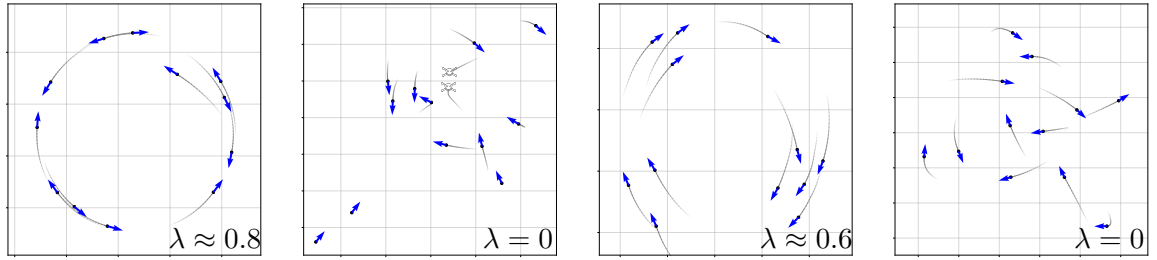 λ ≈ 0.8
λ = 0
λ ≈ 0.6
λ = 0